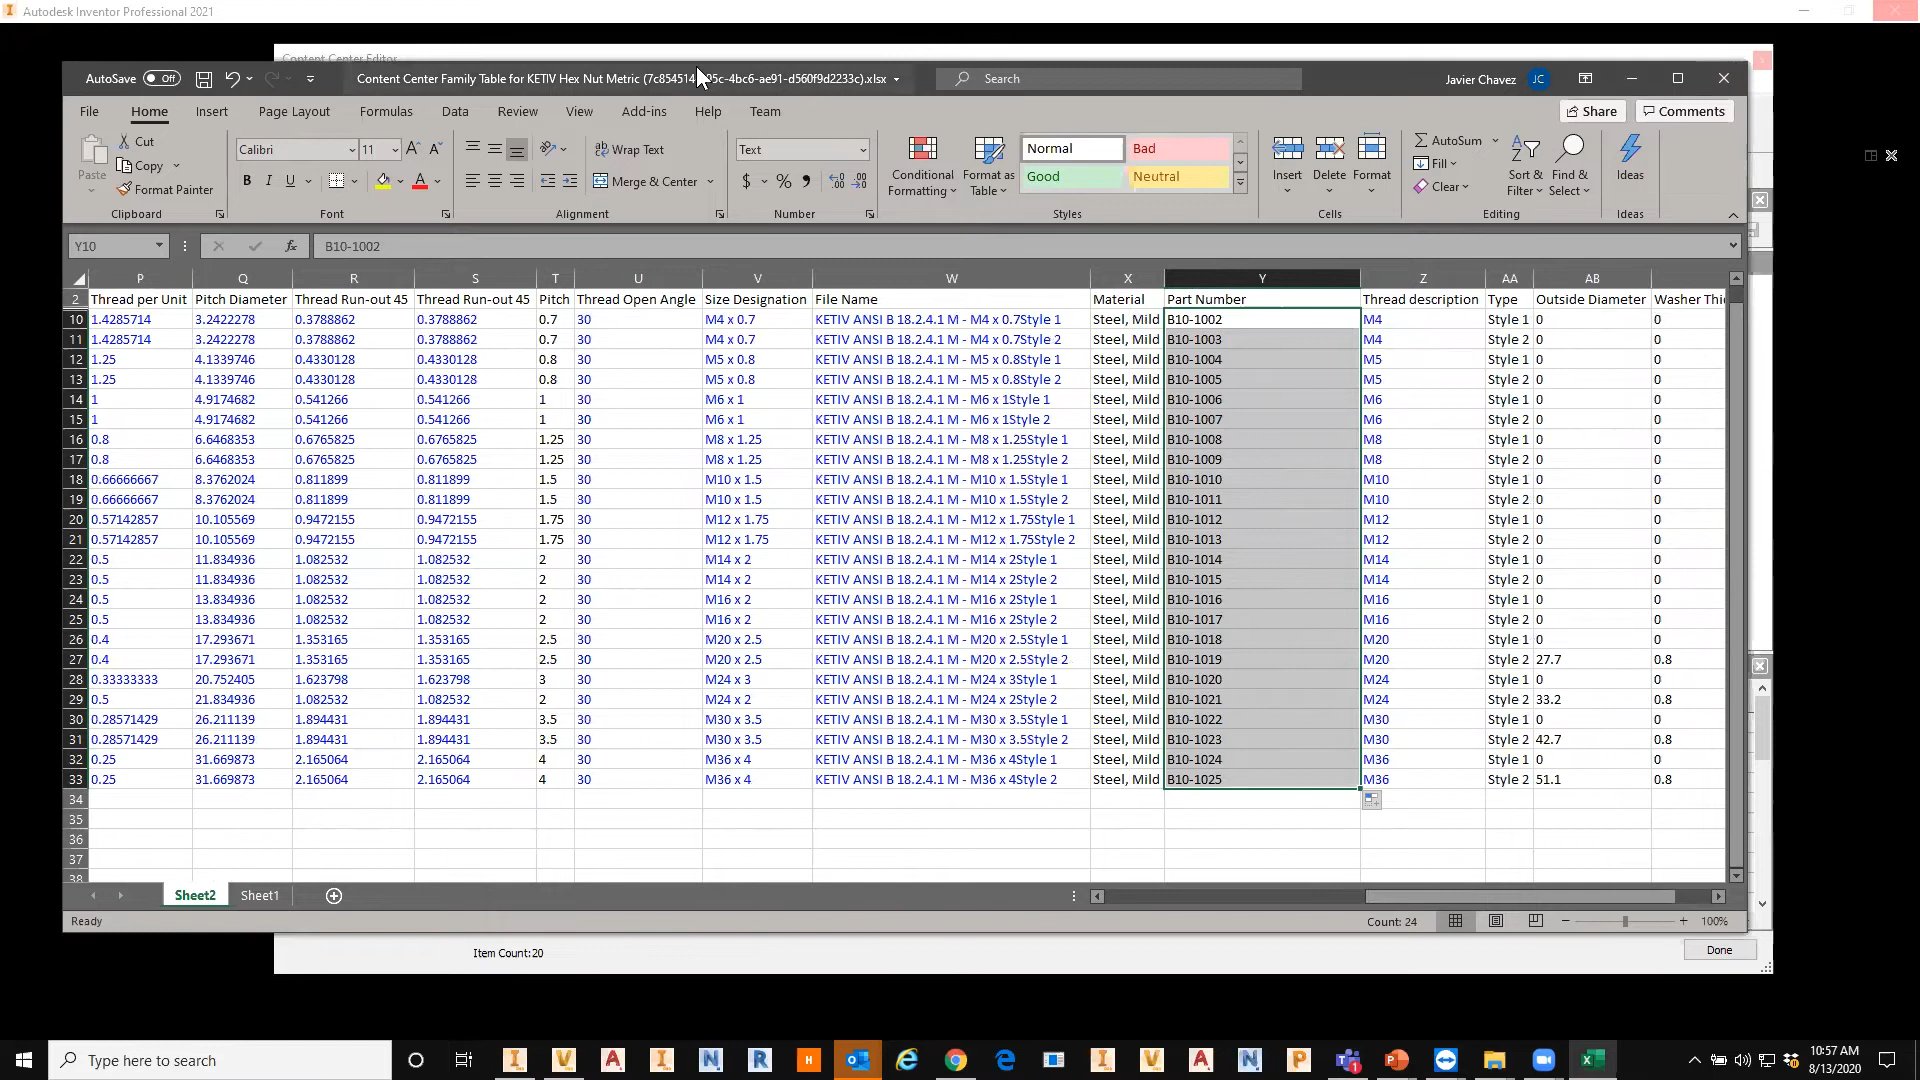 Autodesk Inventor Professional 2021
Content Center Editor
AutoSave Off
Content Center Family Table for KETIV Hex Nut Metric (7c854514 05c-4bc6-ae91-d560f9d2233c).xlsx
Search
Javier Chavez JC
File Home Insert Page Layout Formulas Data Review View Add-ins Help Team
Share Comments
Paste Cut Copy Format Painter
Calibri 11
Wrap Text
Merge & Center
Text
Conditional Formatting
Format as Table
Normal Bad
Good Neutral
Insert Delete Format
AutoSum Fill Clear
Sort & Filter
Find & Select
Ideas
Clipboard Font Alignment Number Styles Cells Editing Ideas
Y10 fx B10-1002
P Q R S T U V W X Y Z AA AB
2 Thread per Unit Pitch Diameter Thread Run-out 45 Thread Run-out 45 Pitch Thread Open Angle Size Designation File Name Material Part Number Thread description Type Outside Diameter Washer Thi
10 1.4285714 3.2422278 0.3788862 0.3788862 0.7 30 M4 x 0.7 KETIV ANSI B 18.2.4.1 M - M4 x 0.7Style 1 Steel, Mild B10-1002 M4 Style 1 0 0
11 1.4285714 3.2422278 0.3788862 0.3788862 0.7 30 M4 x 0.7 KETIV ANSI B 18.2.4.1 M - M4 x 0.7Style 2 Steel, Mild B10-1003 M4 Style 2 0 0
12 1.25 4.1339746 0.4330128 0.4330128 0.8 30 M5 x 0.8 KETIV ANSI B 18.2.4.1 M - M5 x 0.8Style 1 Steel, Mild B10-1004 M5 Style 1 0 0
13 1.25 4.1339746 0.4330128 0.4330128 0.8 30 M5 x 0.8 KETIV ANSI B 18.2.4.1 M - M5 x 0.8Style 2 Steel, Mild B10-1005 M5 Style 2 0 0
14 1 4.9174682 0.541266 0.541266 1 30 M6 x 1 KETIV ANSI B 18.2.4.1 M - M6 x 1Style 1 Steel, Mild B10-1006 M6 Style 1 0 0
15 1 4.9174682 0.541266 0.541266 1 30 M6 x 1 KETIV ANSI B 18.2.4.1 M - M6 x 1Style 2 Steel, Mild B10-1007 M6 Style 2 0 0
16 0.8 6.6468353 0.6765825 0.6765825 1.25 30 M8 x 1.25 KETIV ANSI B 18.2.4.1 M - M8 x 1.25Style 1 Steel, Mild B10-1008 M8 Style 1 0 0
17 0.8 6.6468353 0.6765825 0.6765825 1.25 30 M8 x 1.25 KETIV ANSI B 18.2.4.1 M - M8 x 1.25Style 2 Steel, Mild B10-1009 M8 Style 2 0 0
18 0.66666667 8.3762024 0.811899 0.811899 1.5 30 M10 x 1.5 KETIV ANSI B 18.2.4.1 M - M10 x 1.5Style 1 Steel, Mild B10-1010 M10 Style 1 0 0
19 0.66666667 8.3762024 0.811899 0.811899 1.5 30 M10 x 1.5 KETIV ANSI B 18.2.4.1 M - M10 x 1.5Style 2 Steel, Mild B10-1011 M10 Style 2 0 0
20 0.57142857 10.105569 0.9472155 0.9472155 1.75 30 M12 x 1.75 KETIV ANSI B 18.2.4.1 M - M12 x 1.75Style 1 Steel, Mild B10-1012 M12 Style 1 0 0
21 0.57142857 10.105569 0.9472155 0.9472155 1.75 30 M12 x 1.75 KETIV ANSI B 18.2.4.1 M - M12 x 1.75Style 2 Steel, Mild B10-1013 M12 Style 2 0 0
22 0.5 11.834936 1.082532 1.082532 2 30 M14 x 2 KETIV ANSI B 18.2.4.1 M - M14 x 2Style 1 Steel, Mild B10-1014 M14 Style 1 0 0
23 0.5 11.834936 1.082532 1.082532 2 30 M14 x 2 KETIV ANSI B 18.2.4.1 M - M14 x 2Style 2 Steel, Mild B10-1015 M14 Style 2 0 0
24 0.5 13.834936 1.082532 1.082532 2 30 M16 x 2 KETIV ANSI B 18.2.4.1 M - M16 x 2Style 1 Steel, Mild B10-1016 M16 Style 1 0 0
25 0.5 13.834936 1.082532 1.082532 2 30 M16 x 2 KETIV ANSI B 18.2.4.1 M - M16 x 2Style 2 Steel, Mild B10-1017 M16 Style 2 0 0
26 0.4 17.293671 1.353165 1.353165 2.5 30 M20 x 2.5 KETIV ANSI B 18.2.4.1 M - M20 x 2.5Style 1 Steel, Mild B10-1018 M20 Style 1 0 0
27 0.4 17.293671 1.353165 1.353165 2.5 30 M20 x 2.5 KETIV ANSI B 18.2.4.1 M - M20 x 2.5Style 2 Steel, Mild B10-1019 M20 Style 2 27.7 0.8
28 0.33333333 20.752405 1.623798 1.623798 3 30 M24 x 3 KETIV ANSI B 18.2.4.1 M - M24 x 3Style 1 Steel, Mild B10-1020 M24 Style 1 0 0
29 0.5 21.834936 1.082532 1.082532 2 30 M24 x 2 KETIV ANSI B 18.2.4.1 M - M24 x 2Style 2 Steel, Mild B10-1021 M24 Style 2 33.2 0.8
30 0.28571429 26.211139 1.894431 1.894431 3.5 30 M30 x 3.5 KETIV ANSI B 18.2.4.1 M - M30 x 3.5Style 1 Steel, Mild B10-1022 M30 Style 1 0 0
31 0.28571429 26.211139 1.894431 1.894431 3.5 30 M30 x 3.5 KETIV ANSI B 18.2.4.1 M - M30 x 3.5Style 2 Steel, Mild B10-1023 M30 Style 2 42.7 0.8
32 0.25 31.669873 2.165064 2.165064 4 30 M36 x 4 KETIV ANSI B 18.2.4.1 M - M36 x 4Style 1 Steel, Mild B10-1024 M36 Style 1 0 0
33 0.25 31.669873 2.165064 2.165064 4 30 M36 x 4 KETIV ANSI B 18.2.4.1 M - M36 x 4Style 2 Steel, Mild B10-1025 M36 Style 2 51.1 0.8
34
35
36
37
38
Sheet2 Sheet1
Ready Count: 24 100%
Item Count:20 Done
Type here to search
10:57 AM
8/13/2020